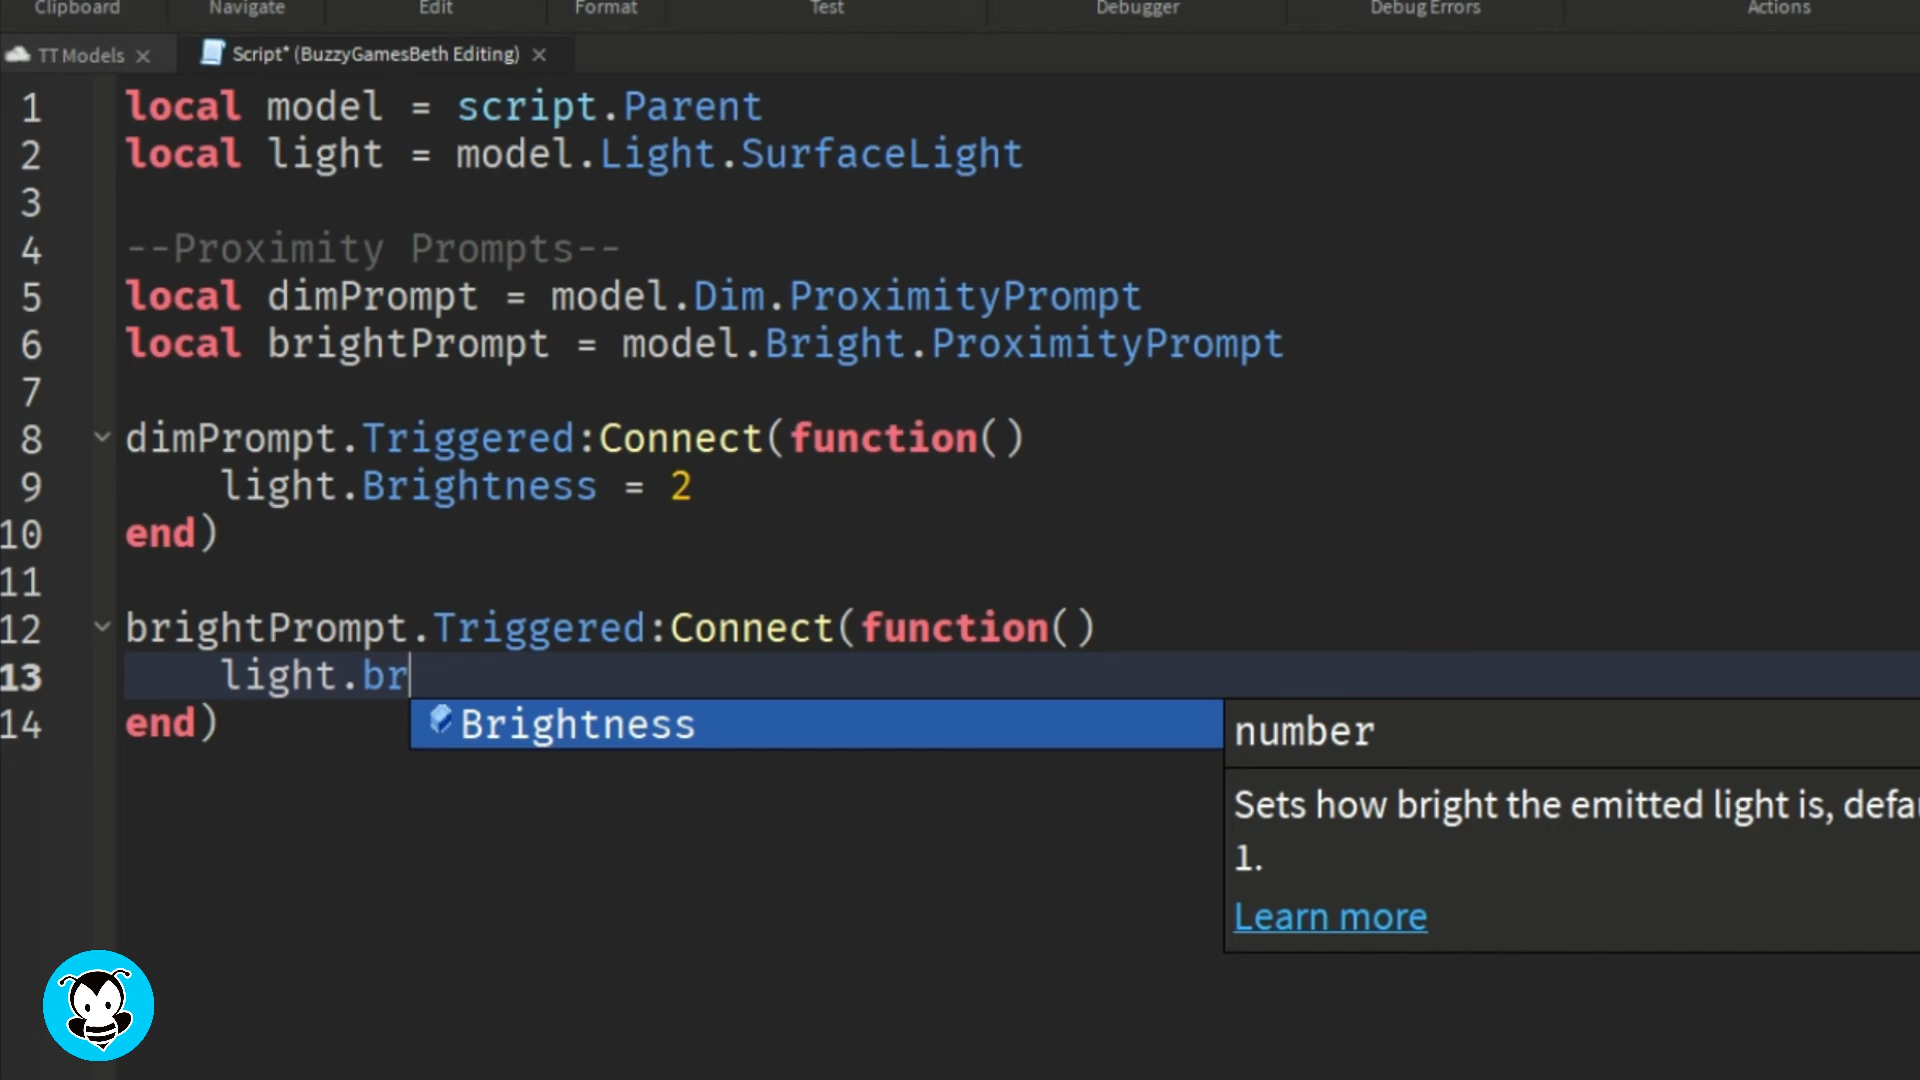 Clipboard Navigate Edit Format Test Debugger Debug Errors Actions
TT Models Script* (BuzzyGamesBeth Editing)
1 local model = script.Parent
2 local light = model.Light.SurfaceLight
3
4 --Proximity Prompts--
5 local dimPrompt = model.Dim.ProximityPrompt
6 local brightPrompt = model.Bright.ProximityPrompt
7
8 dimPrompt.Triggered:Connect(function()
9 light.Brightness = 2
10 end)
11
12 brightPrompt.Triggered:Connect(function()
13 light.br
14 end)
Brightness
number
Sets how bright the emitted light is, defa
1.
Learn more